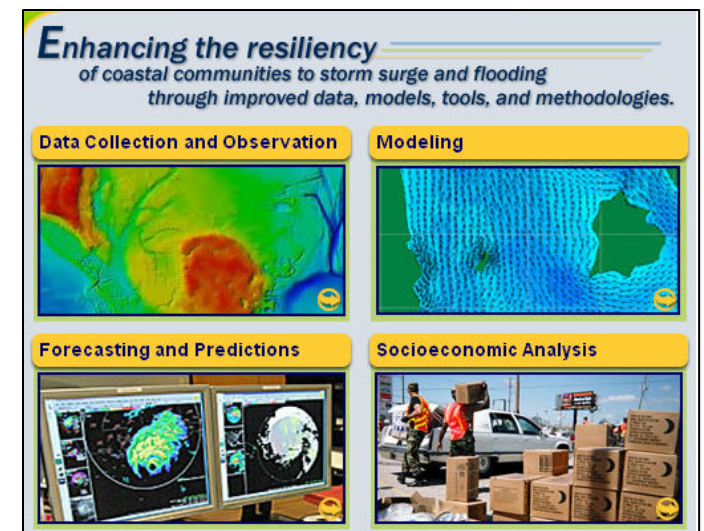 Enhancing the resiliency
of coastal communities to storm surge and flooding
through improved data, models, tools, and methodologies.
Data Collection and Observation
Modeling
Forecasting and Predictions
Socioeconomic Analysis